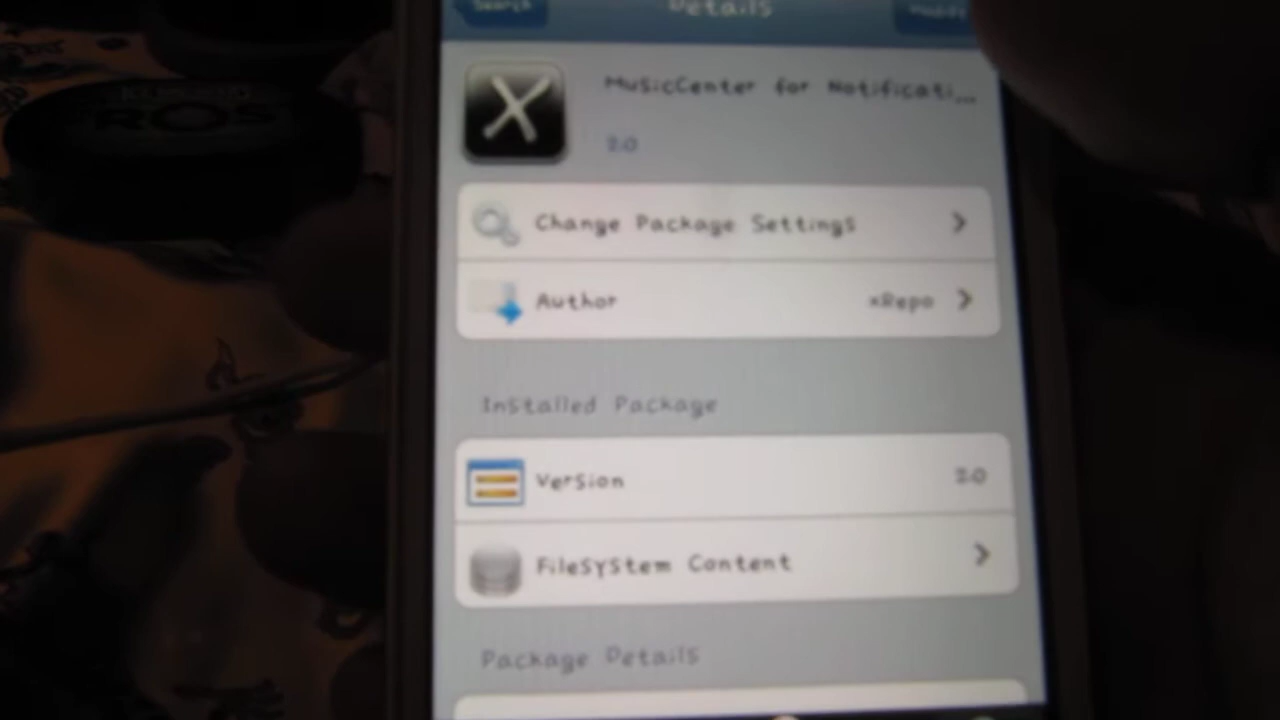 Search
Details
Modify
MusicCenter for Notificati...
2.0
Change Package Settings
Author
xRepo
Installed Package
Version
2.0
FileSystem Content
Package Details